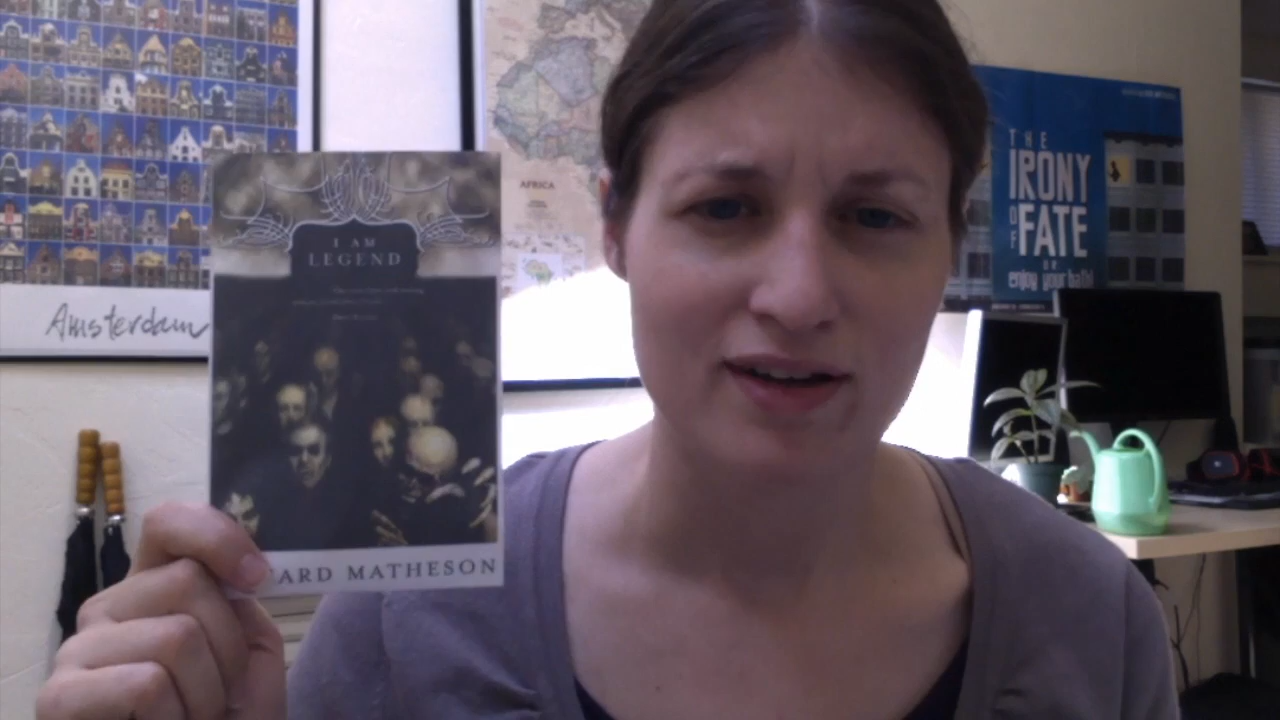 Amsterdam
I AM
LEGEND
ARD MATHESON
AFRICA
THE
IRONY
OF
FATE
OR
enjoy your bath!